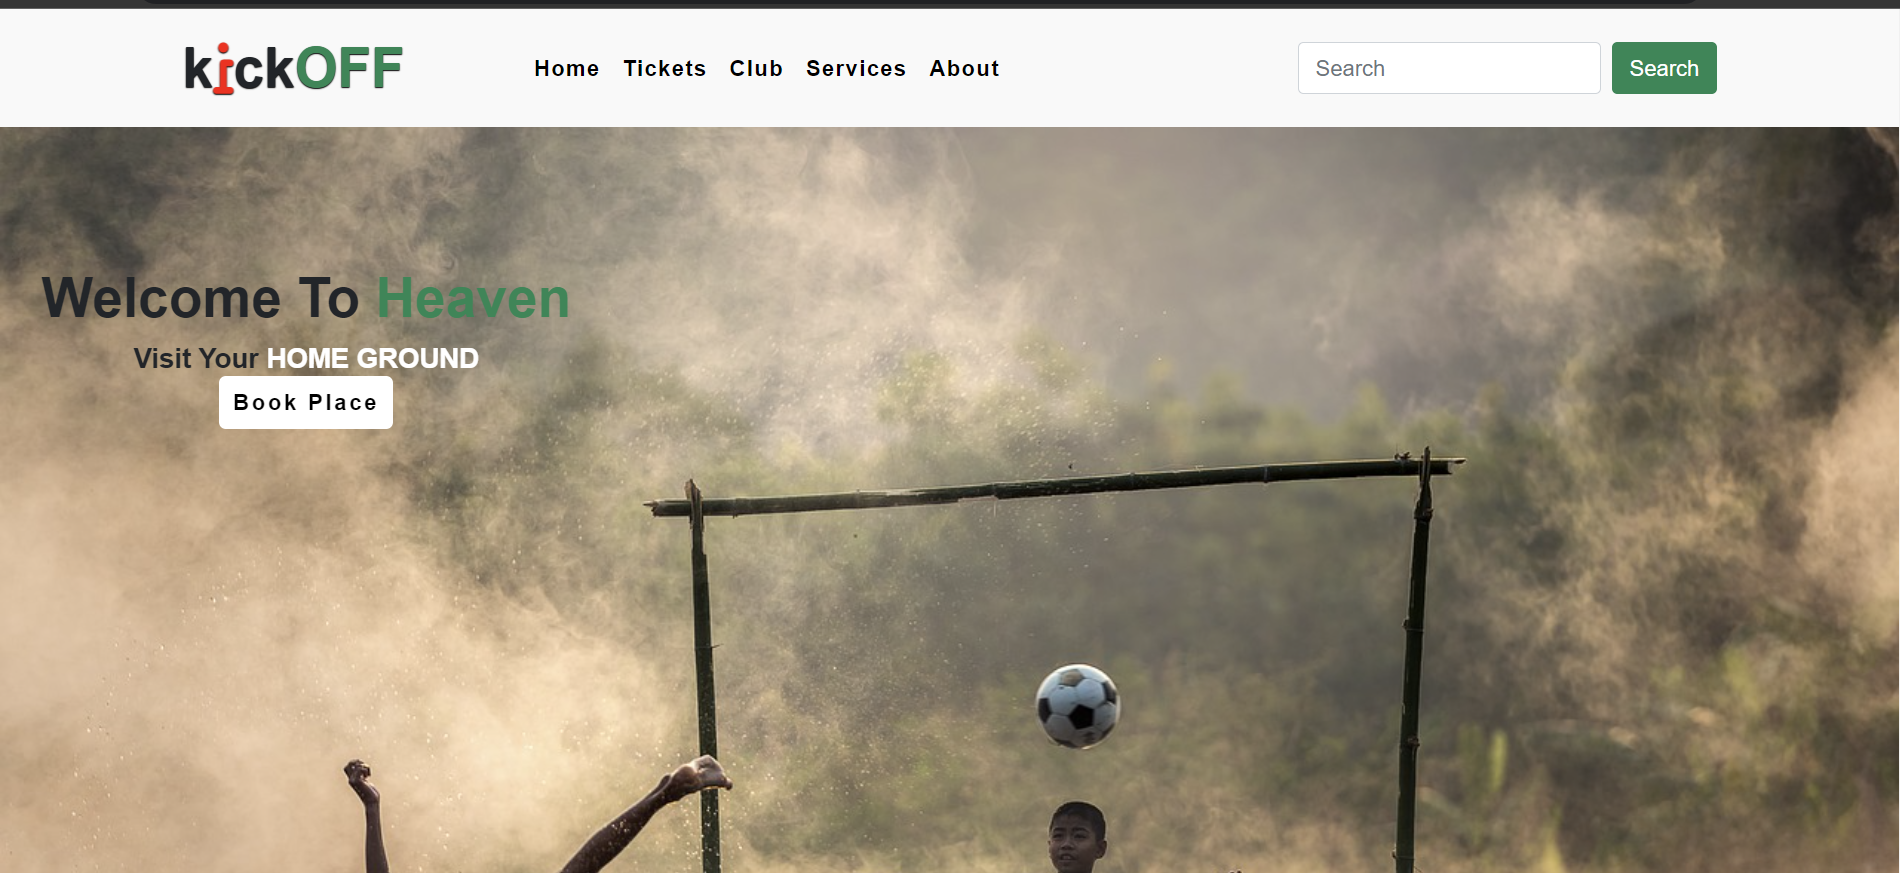 kickOFF
Home Tickets Club Services About
Search Search
Welcome To Heaven
Visit Your HOME GROUND
Book Place